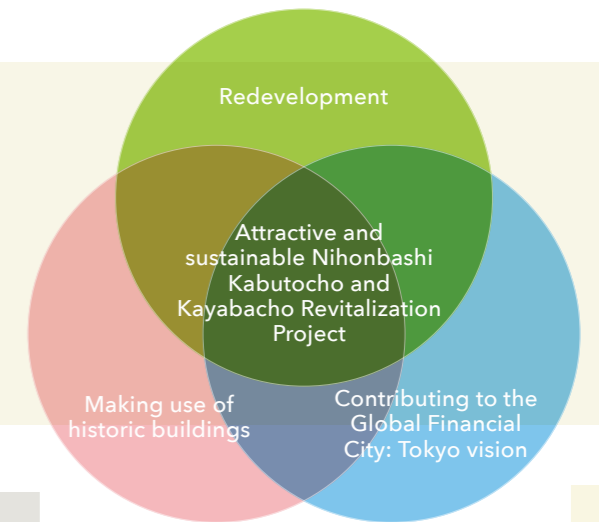 Redevelopment
Attractive and
sustainable Nihonbashi
Kabutocho and
Kayabacho Revitalization
Project
Making use of
historic buildings
Contributing to the
Global Financial
City: Tokyo vision